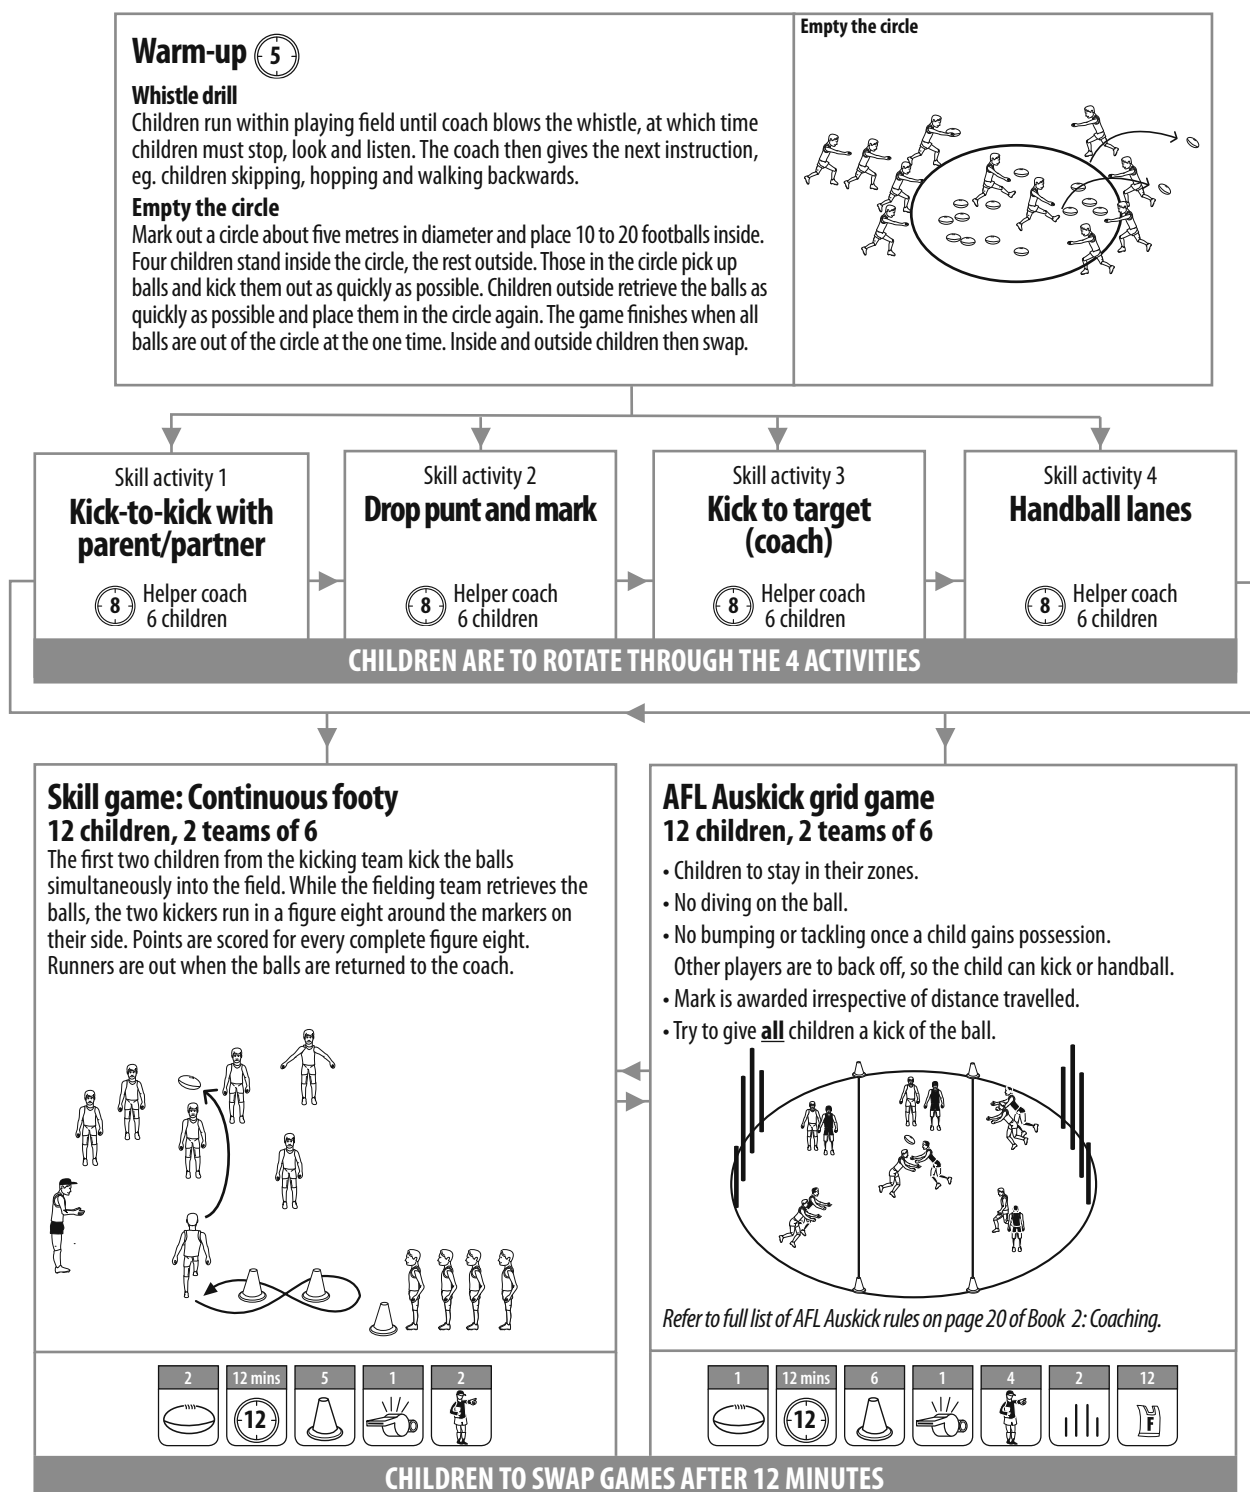 Warm-up 5
Empty the circle
Whistle drill
Children run within playing field until coach blows the whistle, at which time
children must stop, look and listen. The coach then gives the next instruction,
eg. children skipping, hopping and walking backwards.
Empty the circle
Mark out a circle about five metres in diameter and place 10 to 20 footballs inside.
Four children stand inside the circle, the rest outside. Those in the circle pick up
balls and kick them out as quickly as possible. Children outside retrieve the balls as
quickly as possible and place them in the circle again. The game finishes when all
balls are out of the circle at the one time. Inside and outside children then swap.
Skill activity 1
Kick-to-kick with
parent/partner
8 Helper coach
6 children
Skill activity 2
Drop punt and mark
8 Helper coach
6 children
Skill activity 3
Kick to target
(coach)
8 Helper coach
6 children
Skill activity 4
Handball lanes
8 Helper coach
6 children
CHILDREN ARE TO ROTATE THROUGH THE 4 ACTIVITIES
Skill game: Continuous footy
12 children, 2 teams of 6
The first two children from the kicking team kick the balls
simultaneously into the field. While the fielding team retrieves the
balls, the two kickers run in a figure eight around the markers on
their side. Points are scored for every complete figure eight.
Runners are out when the balls are returned to the coach.
2 12 mins 5 1 2
12
AFL Auskick grid game
12 children, 2 teams of 6
• Children to stay in their zones.
• No diving on the ball.
• No bumping or tackling once a child gains possession.
Other players are to back off, so the child can kick or handball.
• Mark is awarded irrespective of distance travelled.
• Try to give all children a kick of the ball.
Refer to full list of AFL Auskick rules on page 20 of Book 2: Coaching.
1 12 mins 6 1 4 2 12
12 F
CHILDREN TO SWAP GAMES AFTER 12 MINUTES